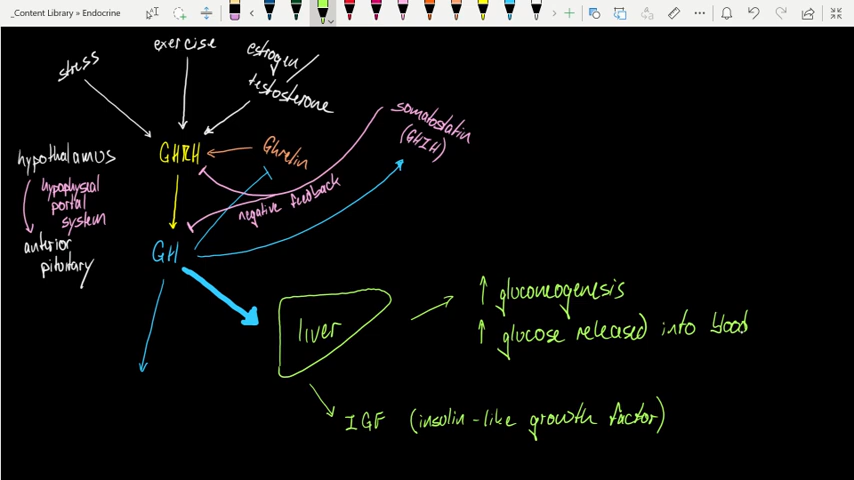 _Content Library » Endocrine
stress
exercise
estrogen /
testosterone
somatostatin
(GHIH)
hypothalamus
GHRH
Ghrelin
hypophysial
portal
system
negative feedback
anterior
pituitary
GH
liver
↑ gluconeogenesis
↑ glucose released into blood
IGF (insulin-like growth factor)